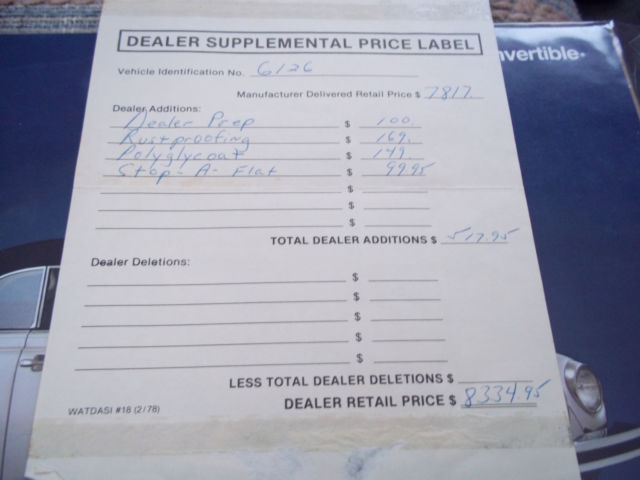 DEALER SUPPLEMENTAL PRICE LABEL
vertible.
Vehicle Identification No. 6126
Manufacturer Delivered Retail Price $ 7817.
Dealer Additions:
Dealer Prep $ 100.
Rustproofing $ 169.
Polyglycoat $ 149.
Stop-A-Flat $ 99.95
$
$
$
TOTAL DEALER ADDITIONS $ 517.95
Dealer Deletions:
$
$
$
$
$
LESS TOTAL DEALER DELETIONS $
DEALER RETAIL PRICE $ 8334.95
WATDASI #18 (2/78)